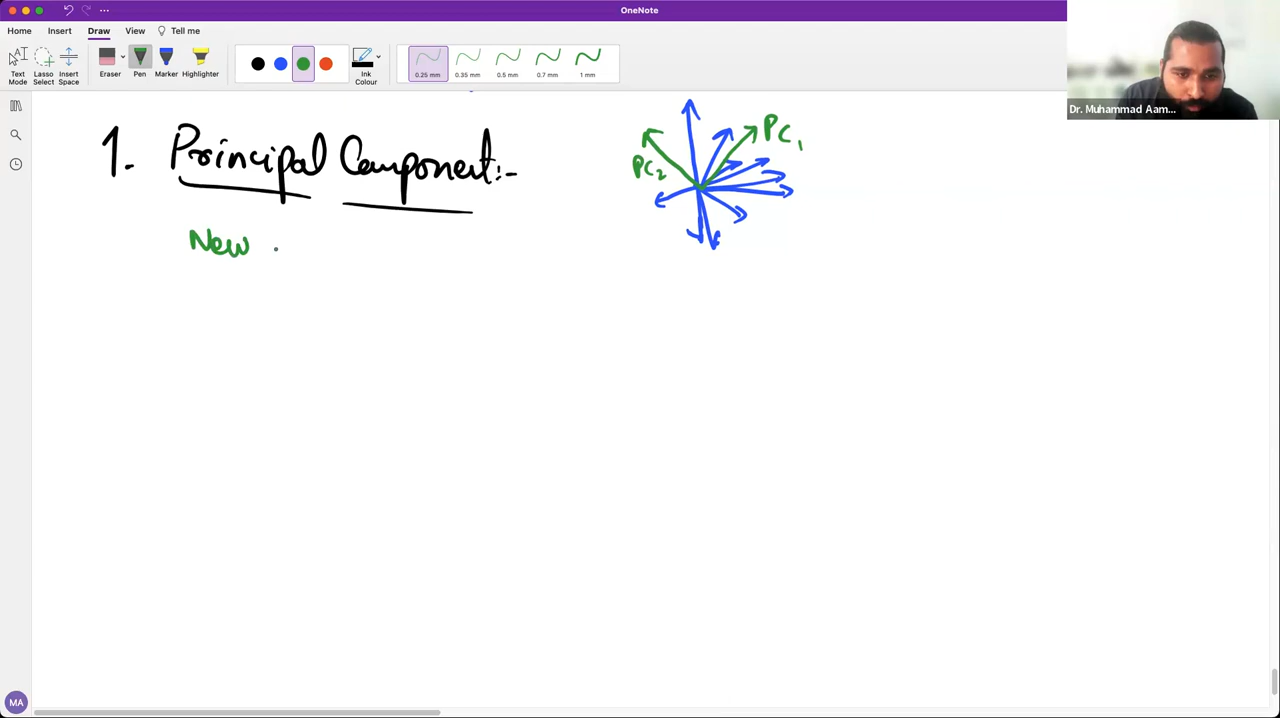 OneNote
Home Insert Draw View Tell me
Text Mode
Lasso Select
Insert Space
Eraser
Pen
Marker
Highlighter
Ink Colour
0.25 mm
0.35 mm
0.5 mm
0.7 mm
1 mm
Dr. Muhammad Aam...
1. Principal Component:-
PC1
PC2
New
MA